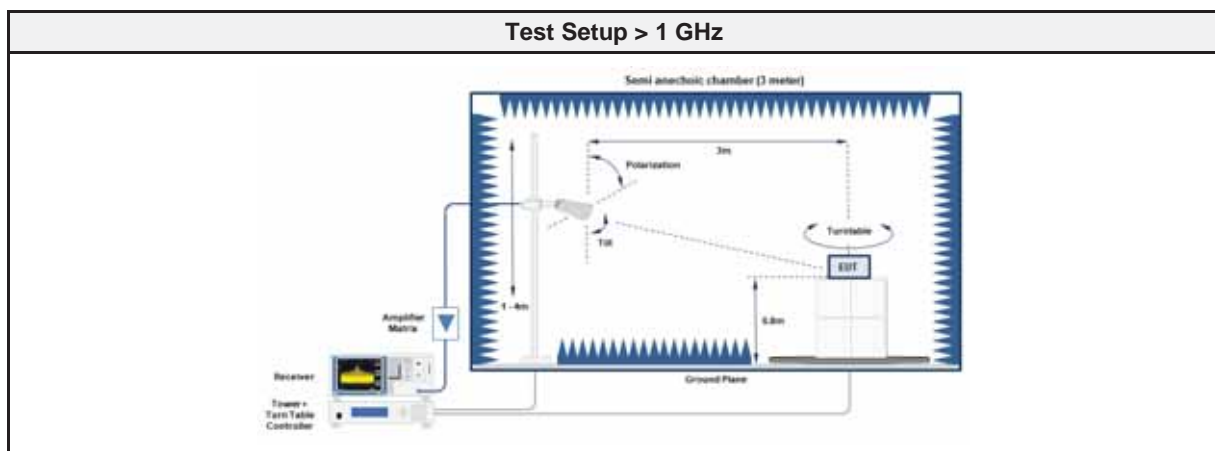 Test Setup > 1 GHz
Semi anechoic chamber (3 meter)
3m
Polarization
Tilt
Turntable
EUT
1 - 4m
0.8m
Amplifier
Matrix
Receiver
Ground Plane
Tower+
Turn Table
Controller